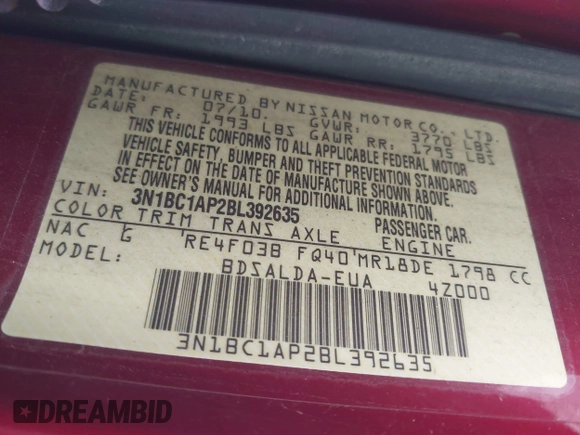 MANUFACTURED BY NISSAN MOTOR CO., LTD.
07/10. GVWR: 3770 LBS
GAWR FR: 1993 LBS GAWR RR: 1795 LBS
THIS VEHICLE CONFORMS TO ALL APPLICABLE FEDERAL MOTOR
VEHICLE SAFETY, BUMPER AND THEFT PREVENTION STANDARDS
IN EFFECT ON THE DATE OF MANUFACTURE SHOWN ABOVE.
SEE OWNER'S MANUAL FOR ADDITIONAL INFORMATION.
VIN: 3N1BC1AP2BL392635 PASSENGER CAR.
COLOR TRIM TRANS AXLE ENGINE
NAC G RE4F03B FQ40 MR18DE 1798 CC
MODEL: BDSALDA-EUA 4Z000
3N1BC1AP2BL392635
DREAMBID